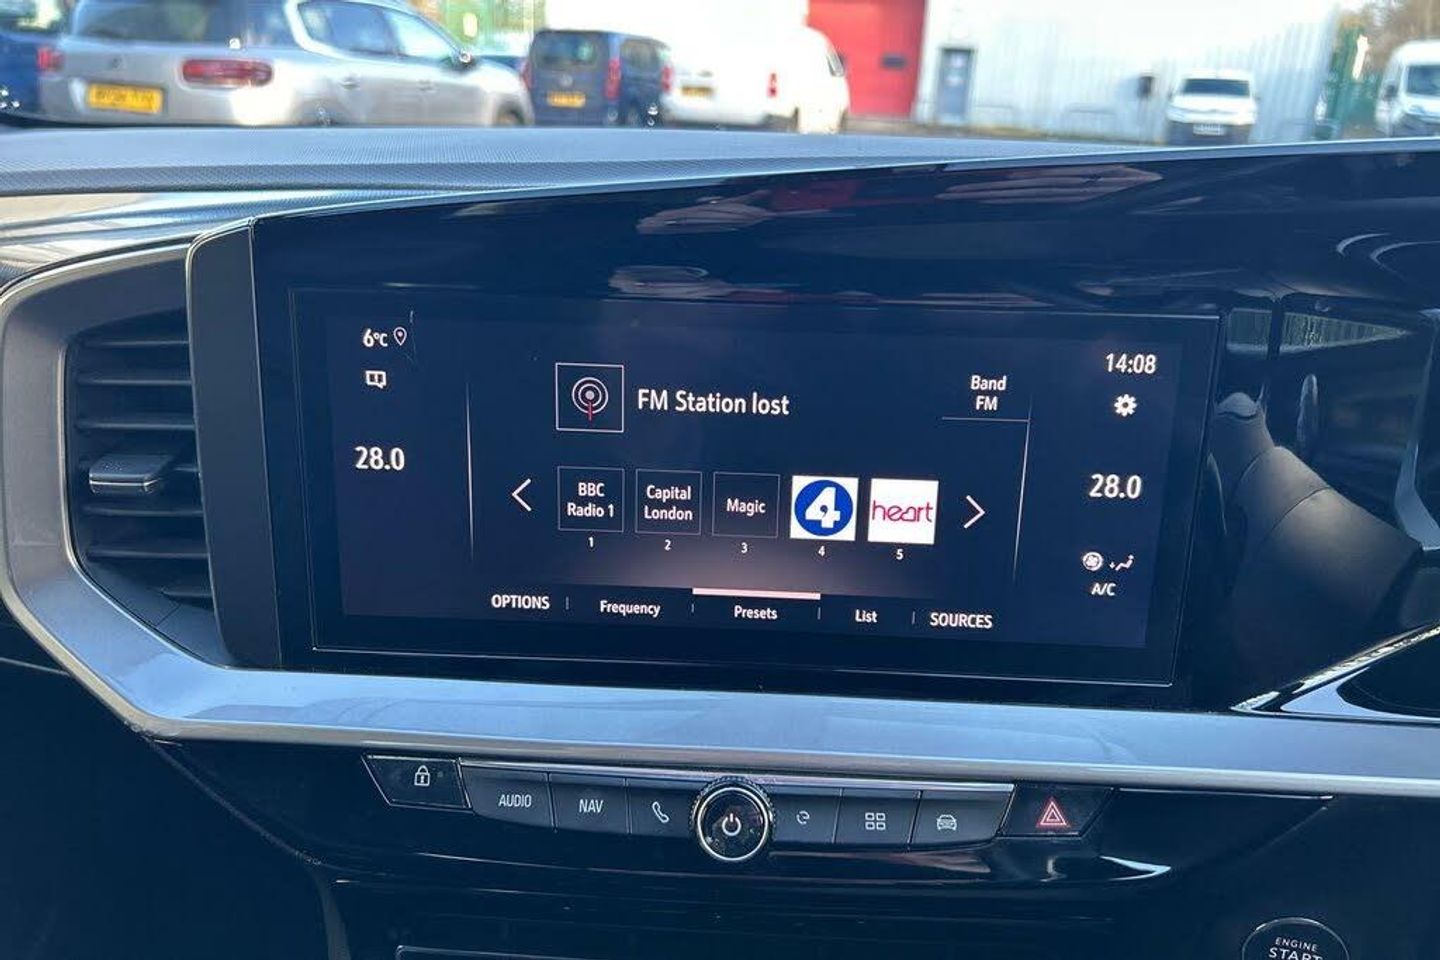 6°C
28.0
FM Station lost
Band
FM
14:08
28.0
BBC
Radio 1
Capital
London
Magic
4
heart
1
2
3
4
5
A/C
OPTIONS
Frequency
Presets
List
SOURCES
AUDIO
NAV
ENGINE
START